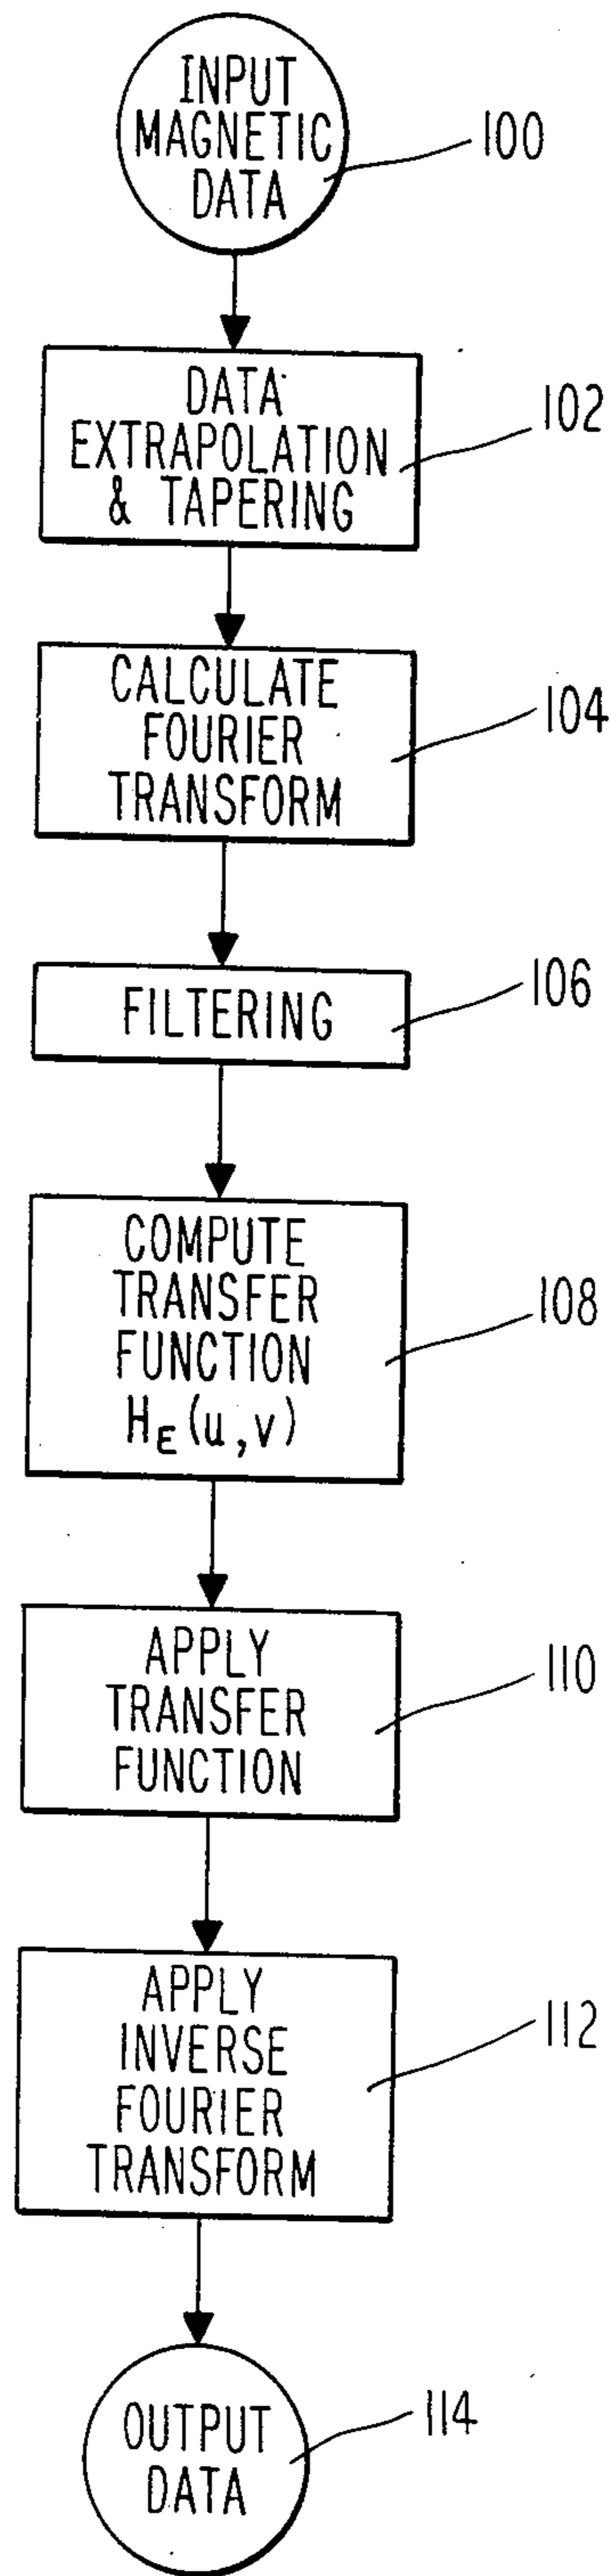 INPUT
MAGNETIC
DATA
100
DATA
EXTRAPOLATION
& TAPERING
102
CALCULATE
FOURIER
TRANSFORM
104
FILTERING
106
COMPUTE
TRANSFER
FUNCTION
H_E(u,v)
108
APPLY
TRANSFER
FUNCTION
110
APPLY
INVERSE
FOURIER
TRANSFORM
112
OUTPUT
DATA
114